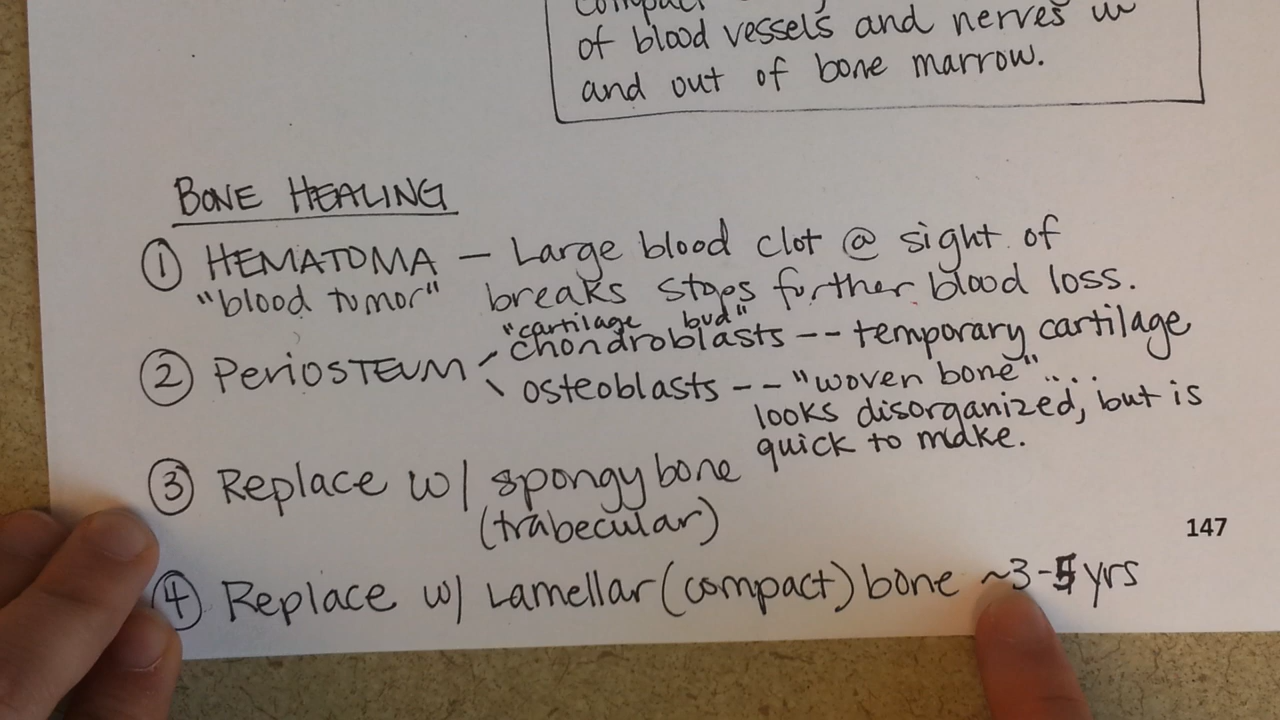 of blood vessels and nerves in
and out of bone marrow.
BONE HEALING
① HEMATOMA — Large blood clot @ sight of
"blood tumor" breaks stops further blood loss.
"cartilage bud"
② PERIOSTEUM chondroblasts -- temporary cartilage
osteoblasts -- "woven bone"...
looks disorganized, but is
quick to make.
③ Replace w/ spongy bone
(trabecular)
147
④ Replace w/ Lamellar (compact) bone ~3-5 yrs